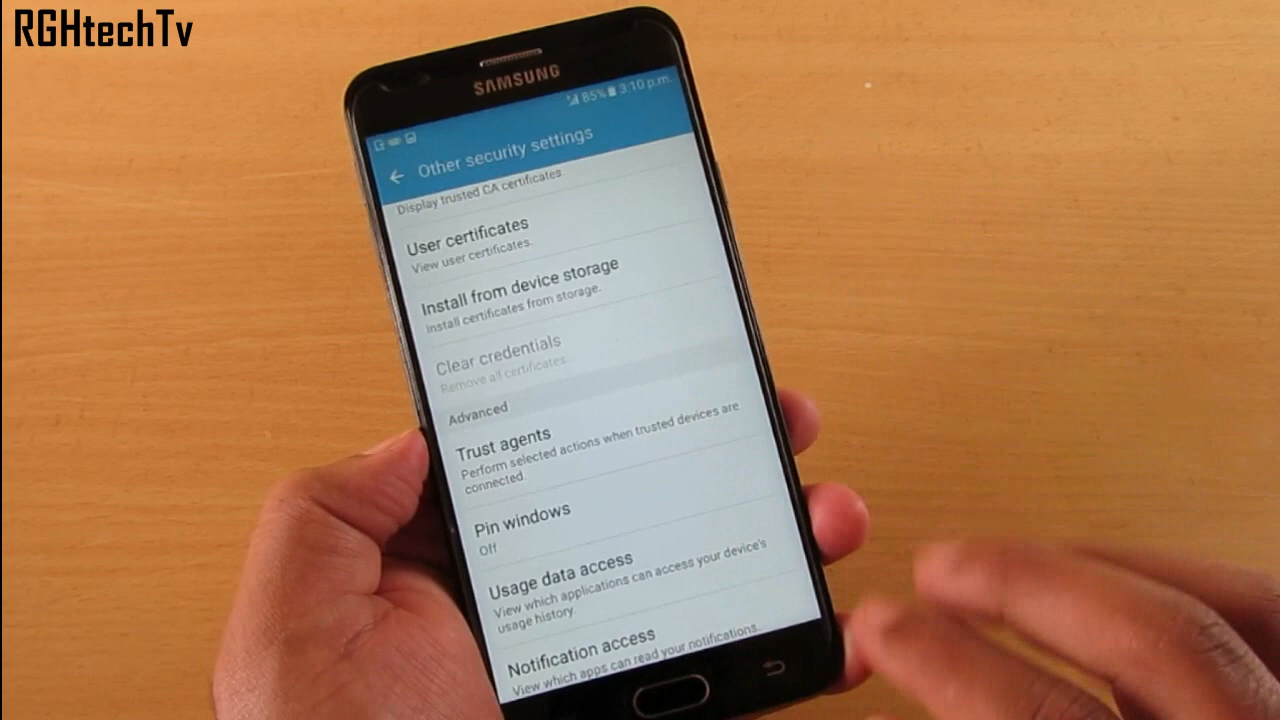 RGHtechTv
SAMSUNG
85% 3:10 p.m.
Other security settings
Display trusted CA certificates.
User certificates
View user certificates.
Install from device storage
Install certificates from storage.
Clear credentials
Remove all certificates.
Advanced
Trust agents
Perform selected actions when trusted devices are
connected.
Pin windows
Off
Usage data access
View which applications can access your device's
usage history.
Notification access
View which apps can read your notifications.